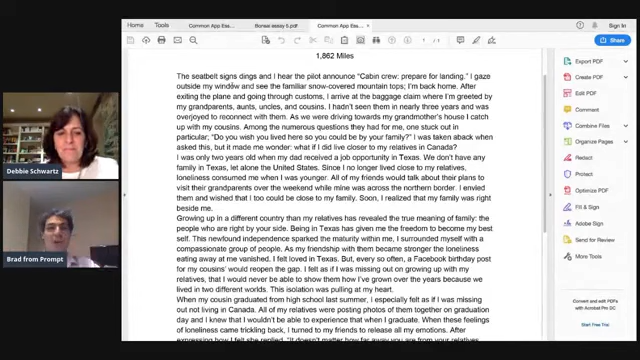 Home Tools Common App Ess... Bonsai essay 5.pdf Common App Ess... × Sign In
1 / 1
1,862 Miles
The seatbelt signs dings and I hear the pilot announce "Cabin crew: prepare for landing." I gaze
outside my window and see the familiar snow-covered mountain tops; I'm back home. After
exiting the plane and going through customs, I arrive at the baggage claim where I'm greeted by
my grandparents, aunts, uncles, and cousins. I hadn't seen them in nearly three years and was
overjoyed to reconnect with them. As we were driving towards my grandmother's house I catch
up with my cousins. Among the numerous questions they had for me, one stuck out in
particular, "Do you wish you lived here so you could be by your family?" I was taken aback when
asked this, but it made me wonder: what if I did live closer to my relatives in Canada?
I was only two years old when my dad received a job opportunity in Texas. We don't have any
family in Texas, let alone the United States. Since I no longer lived close to my relatives,
loneliness consumed me when I was younger. All of my friends would talk about their plans to
visit their grandparents over the weekend while mine was across the northern border. I envied
them and wished that I too could be close to my family. Soon, I realized that my family was right
beside me.
Growing up in a different country than my relatives has revealed the true meaning of family: the
people who are right by your side. Being in Texas has given me the freedom to become my best
self. This newfound independence sparked the maturity within me, I surrounded myself with a
compassionate group of people. As my friendship with them became stronger the loneliness
eating away at me vanished. I felt loved in Texas. But, every so often, a Facebook birthday post
for my cousins' would reopen the gap. I felt as if I was missing out on growing up with my
relatives, that I would never be able to show them how I've grown over the years because we
lived in two different worlds. This isolation was pulling at my heart.
When my cousin graduated from high school last summer, I especially felt as if I was missing
out not living in Canada. All of my relatives were posting photos of them together on graduation
day and I knew that I wouldn't be able to experience that when I graduate. When these feelings
of loneliness came trickling back, I turned to my friends to release all my emotions. After
expressing how I felt she replied, "It doesn't matter how far away you are from your relatives,
Export PDF
Create PDF
Edit PDF
Comment
Combine Files
Organize Pages
Redact
Protect
Optimize PDF
Fill & Sign
Adobe Sign
Send for Review
More Tools
Convert and edit PDFs
with Acrobat Pro DC
Start Free Trial
Debbie Schwartz
Brad from Prompt